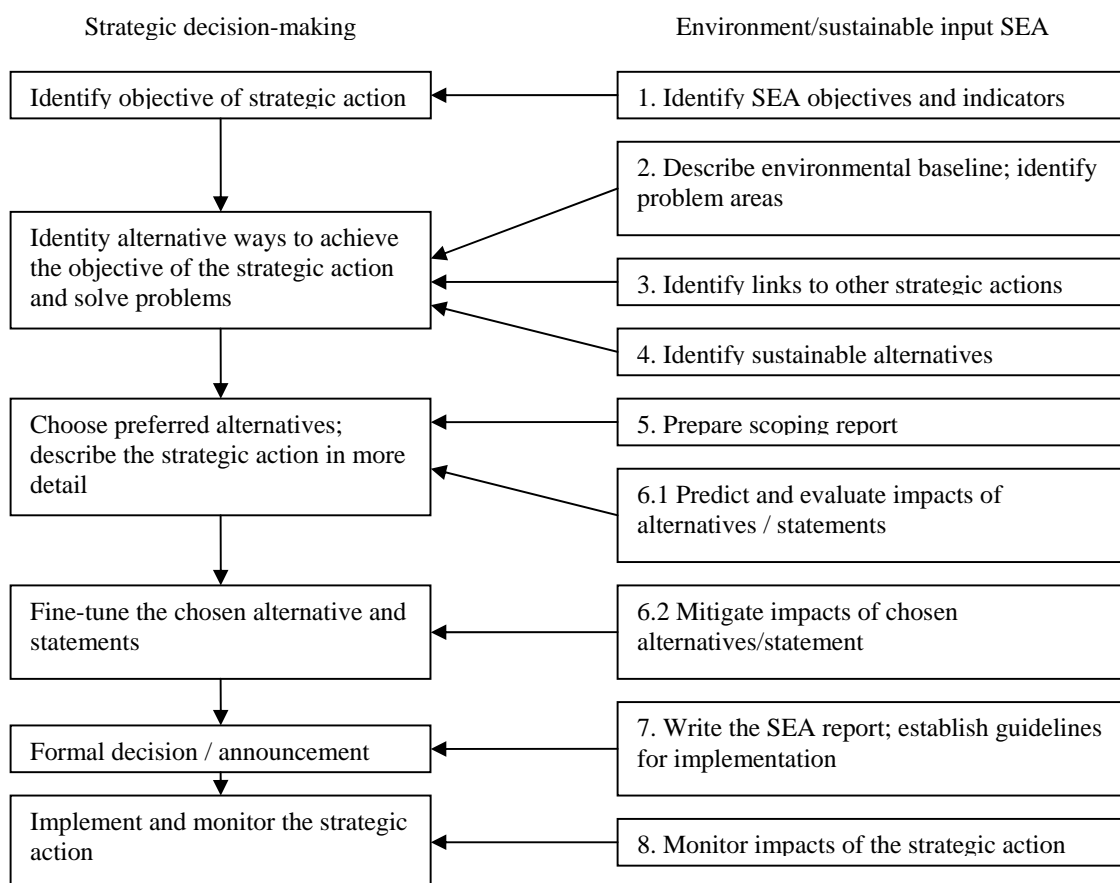 Strategic decision-making
Environment/sustainable input SEA
Identify objective of strategic action
1. Identify SEA objectives and indicators
2. Describe environmental baseline; identify
problem areas
Identity alternative ways to achieve
the objective of the strategic action
and solve problems
3. Identify links to other strategic actions
4. Identify sustainable alternatives
Choose preferred alternatives;
describe the strategic action in more
detail
5. Prepare scoping report
6.1 Predict and evaluate impacts of
alternatives / statements
Fine-tune the chosen alternative and
statements
6.2 Mitigate impacts of chosen
alternatives/statement
Formal decision / announcement
7. Write the SEA report; establish guidelines
for implementation
Implement and monitor the strategic
action
8. Monitor impacts of the strategic action